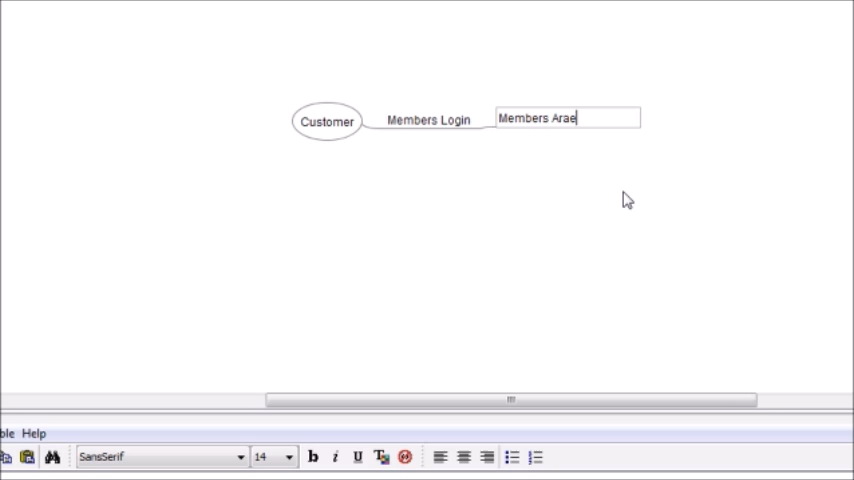 Customer
Members Login
Members Arae
ble Help
SansSerif
14
b i U T